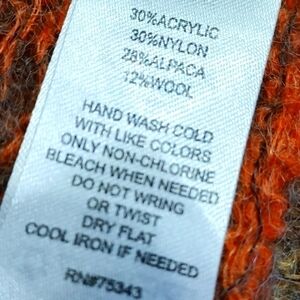 30%ACRYLIC
30%NYLON
28%ALPACA
12%WOOL
HAND WASH COLD
WITH LIKE COLORS
ONLY NON-CHLORINE
BLEACH WHEN NEEDED
DO NOT WRING
OR TWIST
DRY FLAT
COOL IRON IF NEEDED
RN#75343